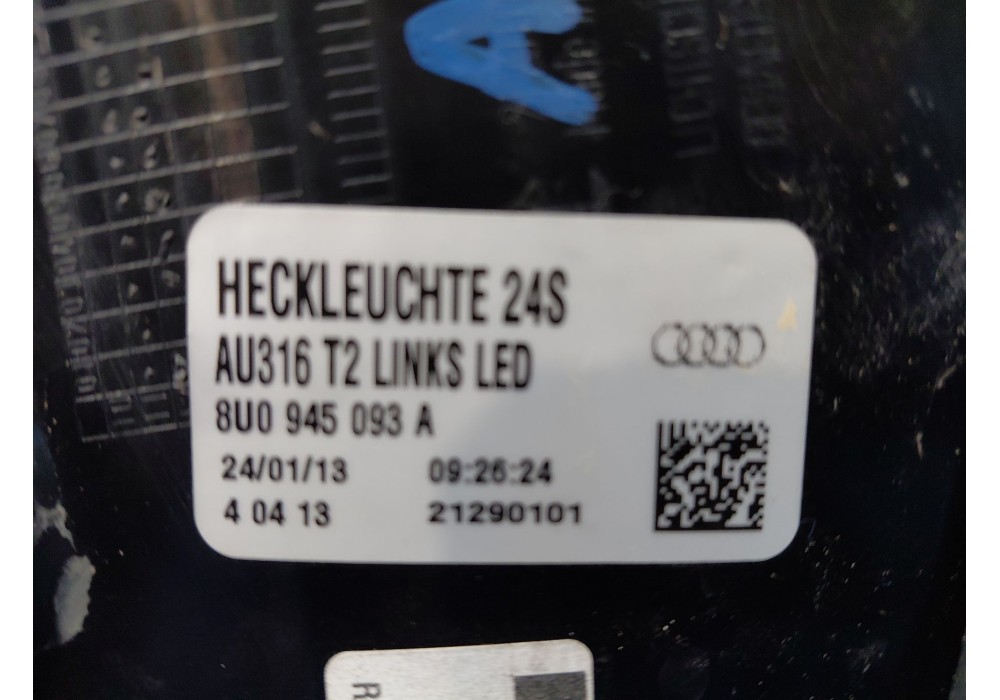 A
HECKLEUCHTE 24S
AU316 T2 LINKS LED
8U0 945 093 A
24/01/13 09:26:24
4 04 13 21290101
R